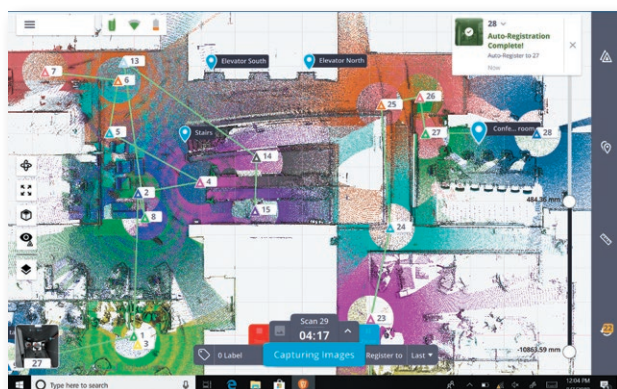 28
Auto-Registration
Complete!
Auto-Register to 27
Now
13
7
6
Elevator South
Elevator North
26
25
5
Stairs
Confe... room
27
28
14
4
2
15
8
484.36 mm
24
23
1
3
Scan 29
04:17
0 Label
Capturing Images
Register to
Last
27
22
-10863.59 mm
Type here to search
12:04 PM